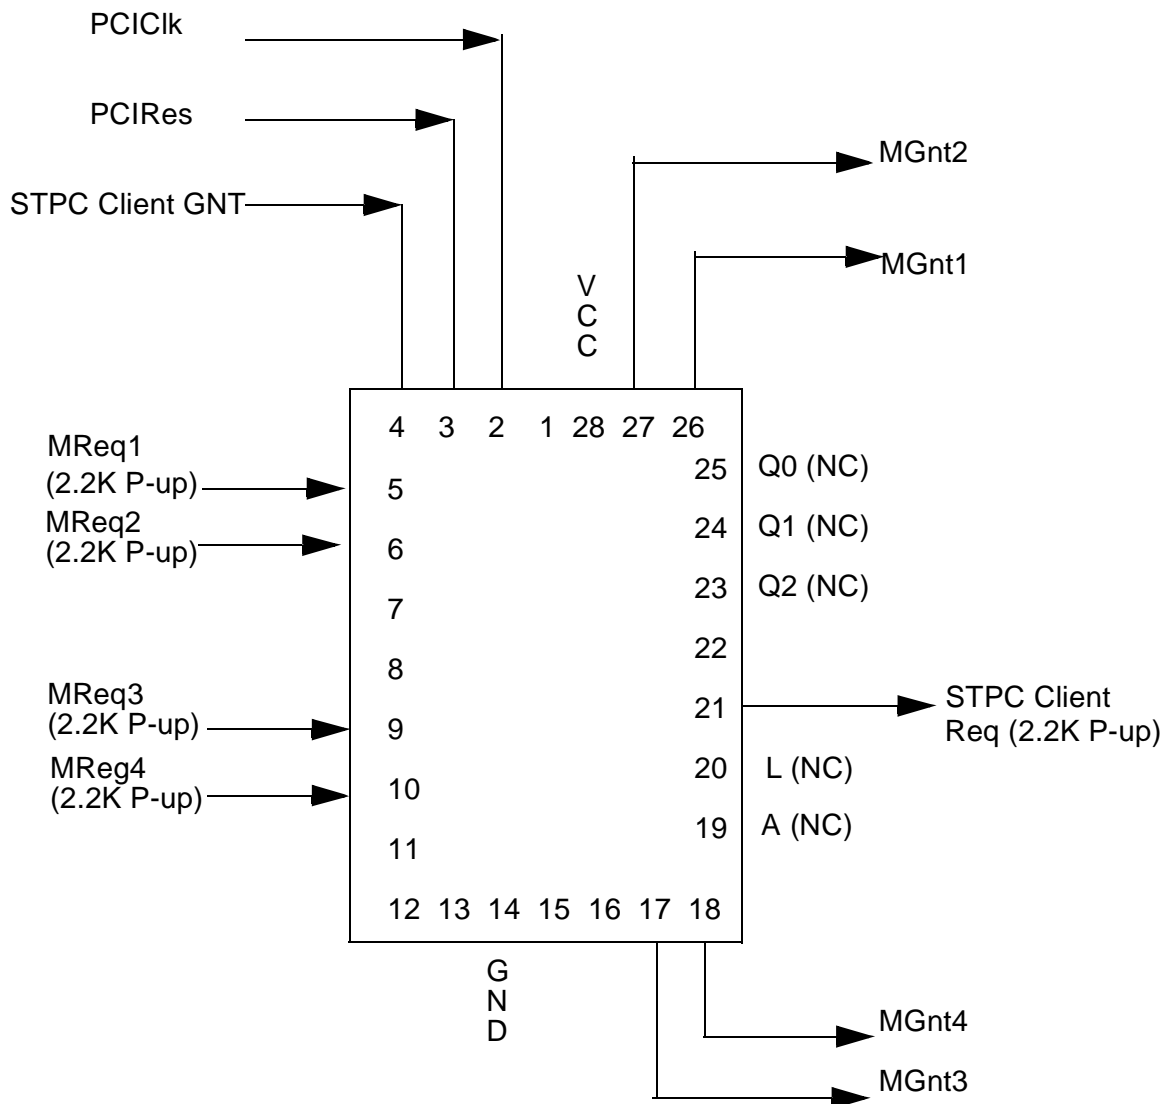 PCIClk
PCIRes
STPC Client GNT
MGnt2
MGnt1
V
C
C
4 3 2 1 28 27 26
MReq1
(2.2K P-up)
MReq2
(2.2K P-up)
MReq3
(2.2K P-up)
MReg4
(2.2K P-up)
5
6
7
8
9
10
11
25 Q0 (NC)
24 Q1 (NC)
23 Q2 (NC)
22
21
STPC Client
Req (2.2K P-up)
20 L (NC)
19 A (NC)
12 13 14 15 16 17 18
G
N
D
MGnt4
MGnt3